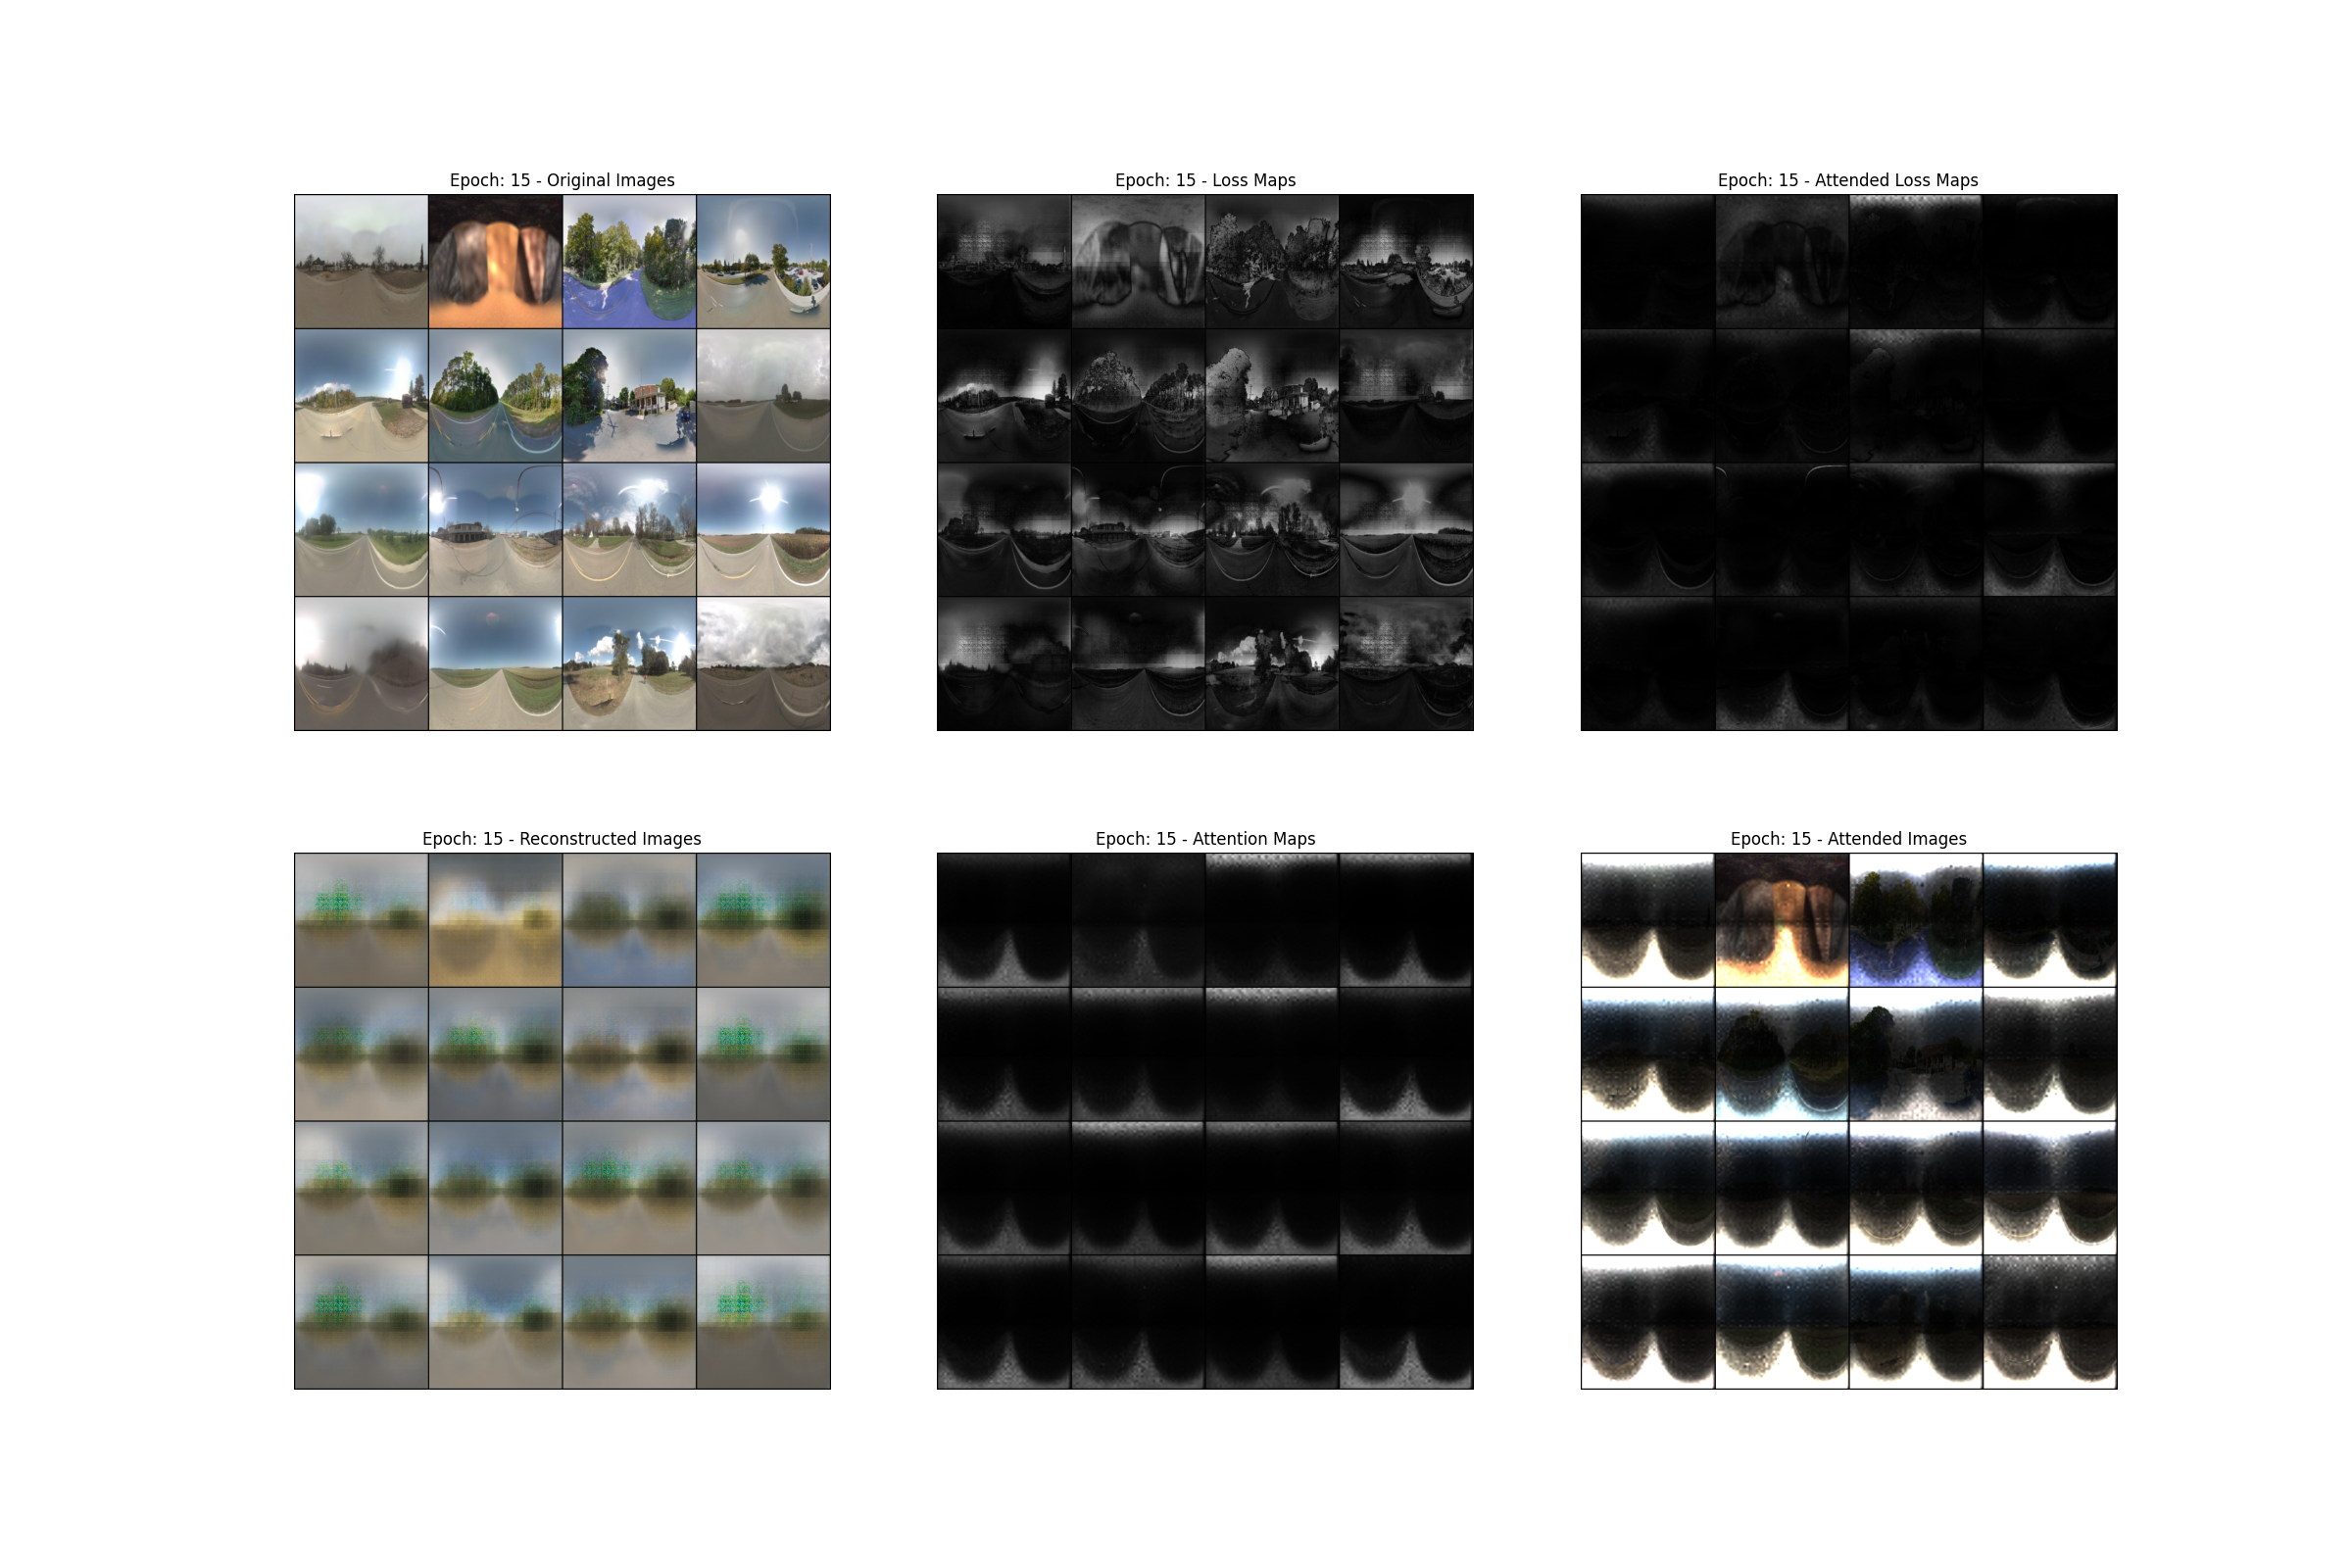 Epoch: 15 - Original Images
Epoch: 15 - Loss Maps
Epoch: 15 - Attended Loss Maps
Epoch: 15 - Reconstructed Images
Epoch: 15 - Attention Maps
Epoch: 15 - Attended Images